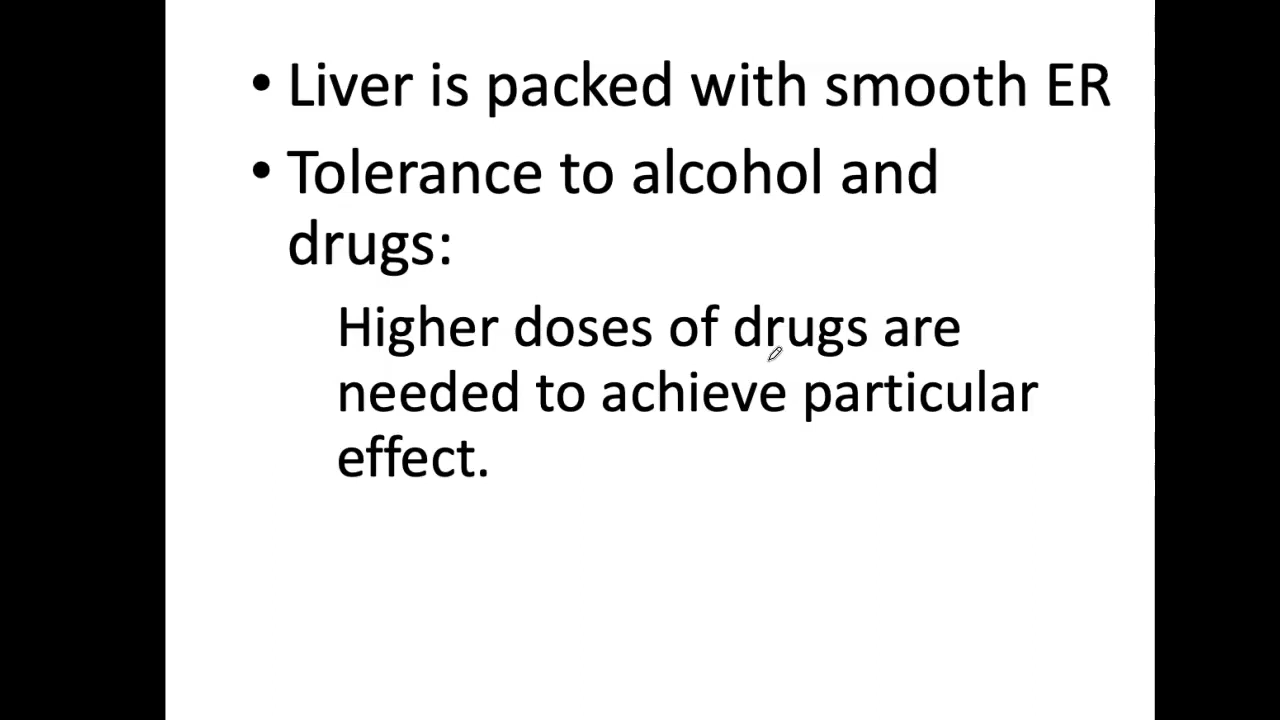 • Liver is packed with smooth ER
• Tolerance to alcohol and
drugs:
Higher doses of drugs are
needed to achieve particular
effect.